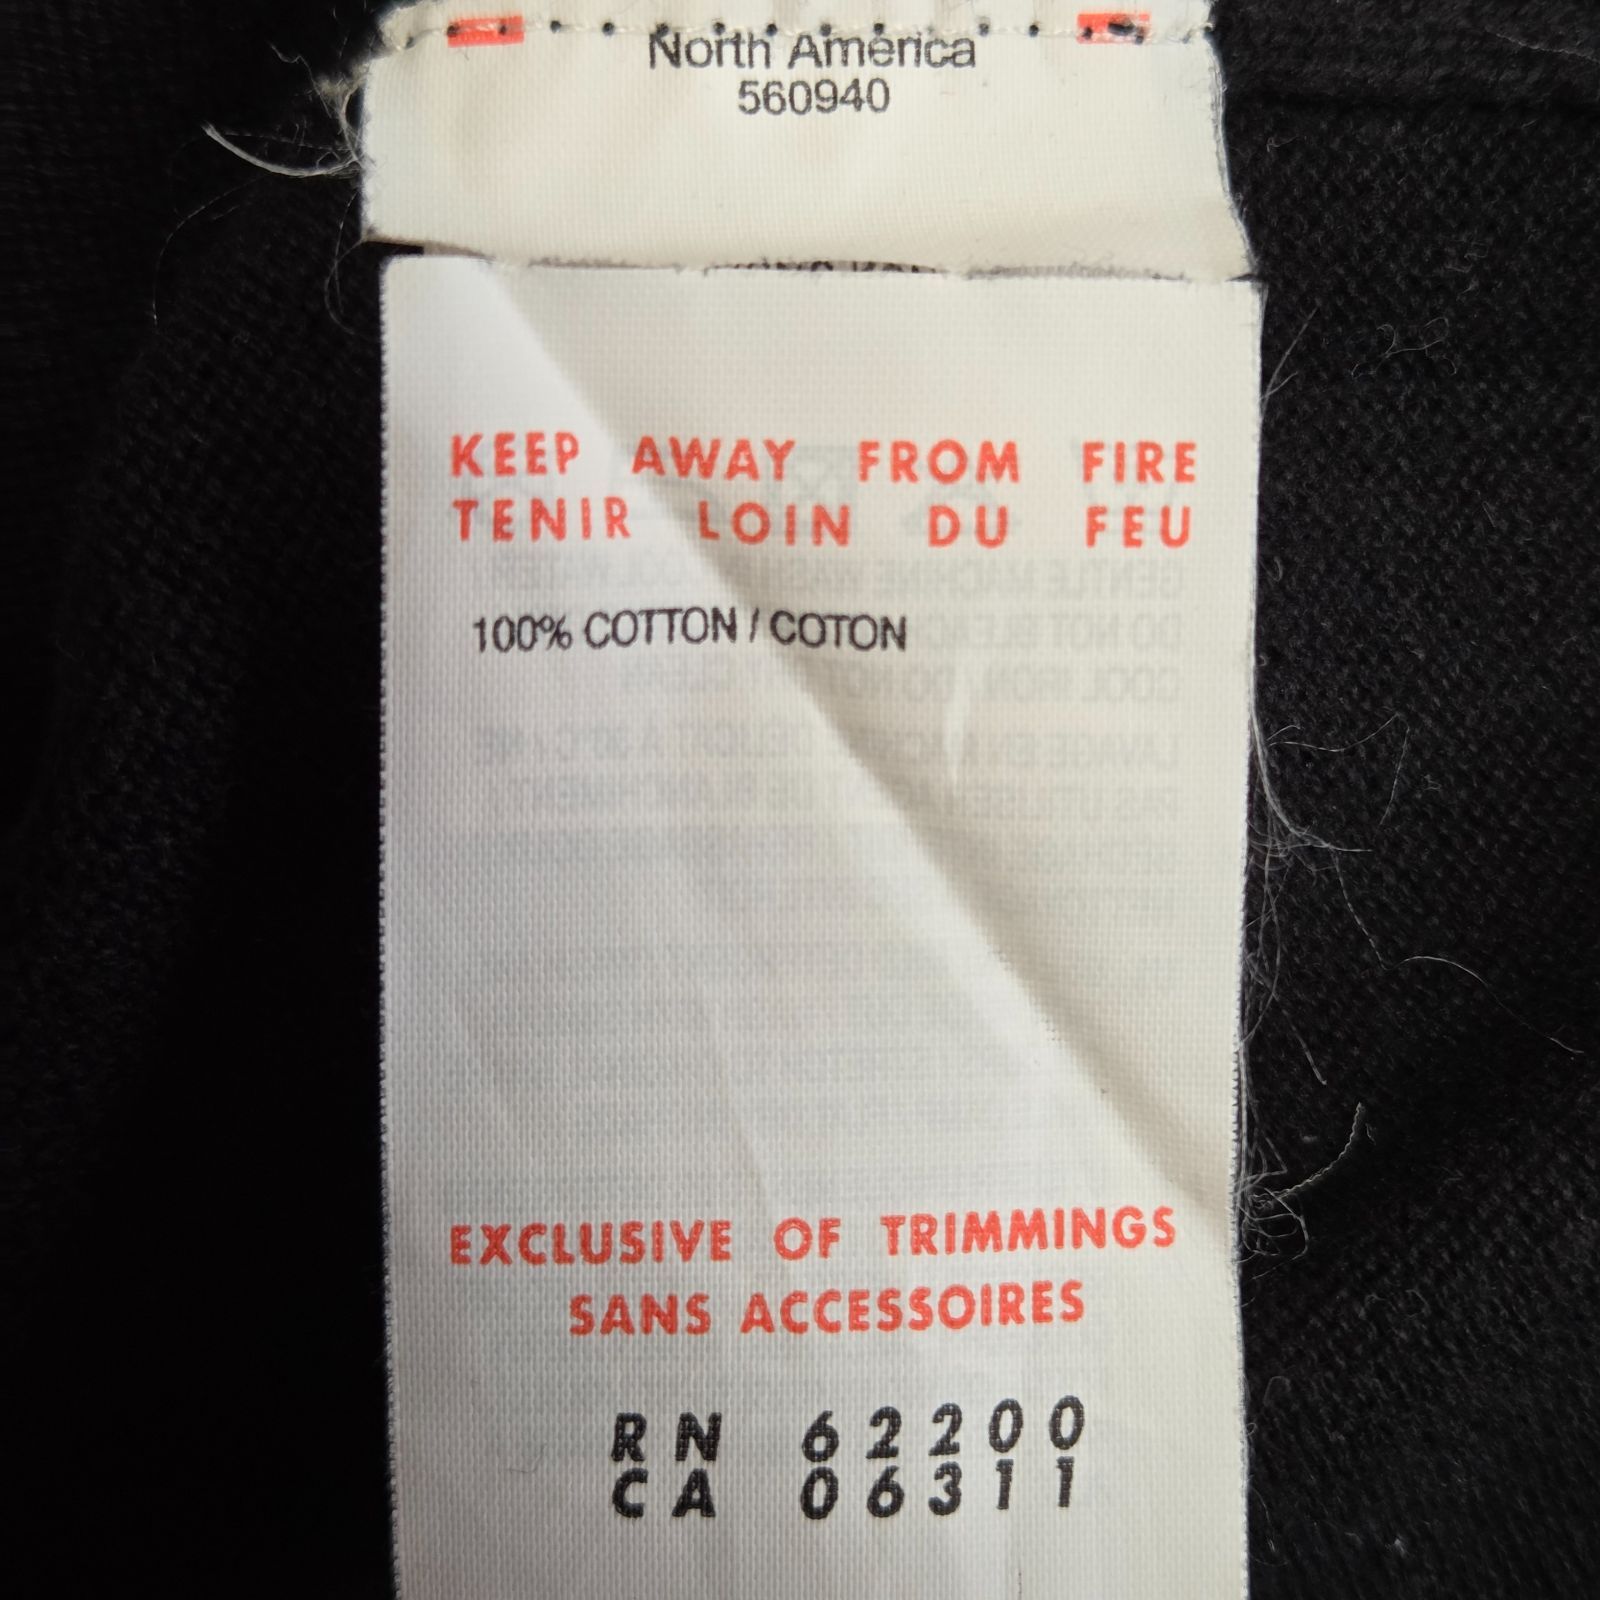 North America
560940
KEEP AWAY FROM FIRE
TENIR LOIN DU FEU
100% COTTON / COTON
EXCLUSIVE OF TRIMMINGS
SANS ACCESSOIRES
RN 62200
CA 06311